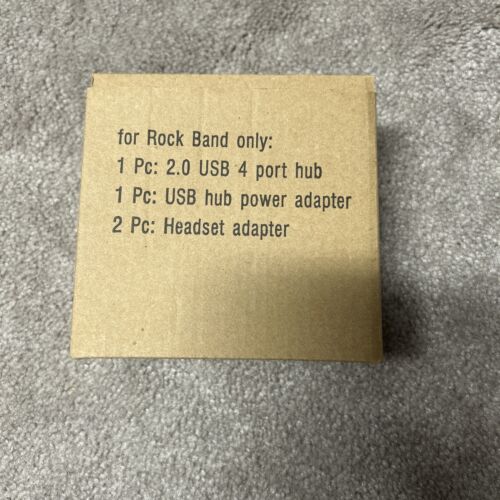 for Rock Band only:
1 Pc: 2.0 USB 4 port hub
1 Pc: USB hub power adapter
2 Pc: Headset adapter